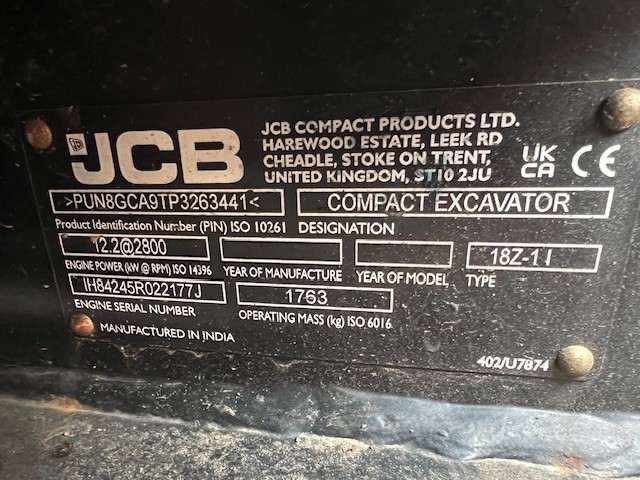 JCB
JCB COMPACT PRODUCTS LTD.
HAREWOOD ESTATE, LEEK RD
CHEADLE, STOKE ON TRENT,
UNITED KINGDOM, ST10 2JU
UK
CA
CE
>PUN8GCA9TP3263441<
COMPACT EXCAVATOR
Product Identification Number (PIN) ISO 10261
DESIGNATION
12.2@2800
18Z-1 I
ENGINE POWER (kW @ RPM) ISO 14396
YEAR OF MANUFACTURE
YEAR OF MODEL
TYPE
IH84245R022177J
1763
ENGINE SERIAL NUMBER
OPERATING MASS (kg) ISO 6016
MANUFACTURED IN INDIA
402/U7874